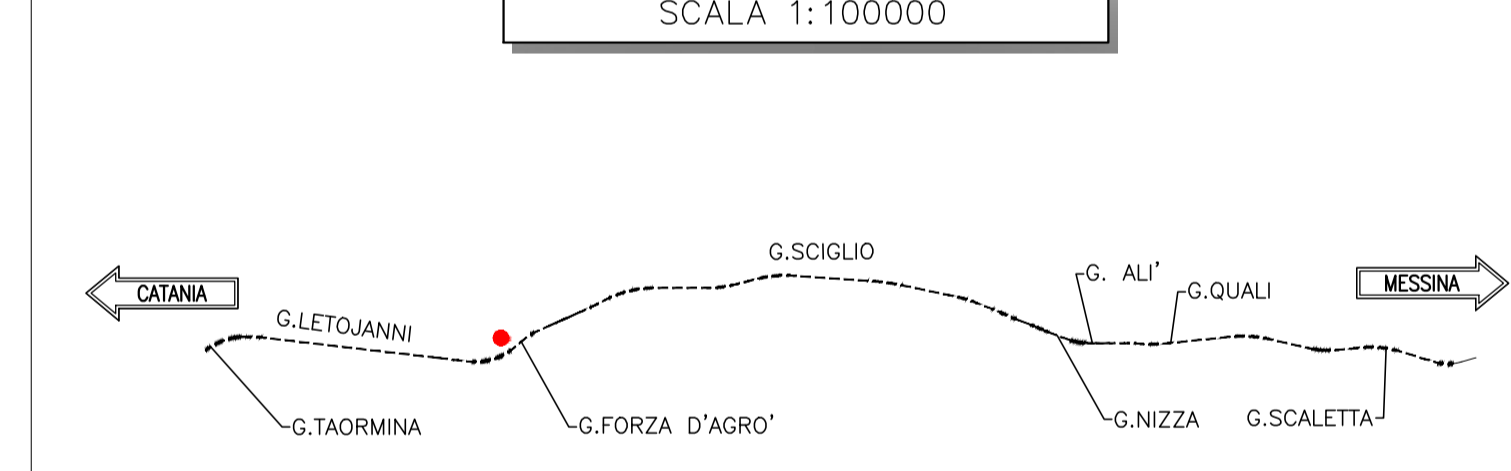 SCALA 1:100000
G.SCIGLIO
G. ALI'
G.QUALI
CATANIA
MESSINA
G.LETOJANNI
G.TAORMINA
G.FORZA D'AGRO'
G.NIZZA
G.SCALETTA